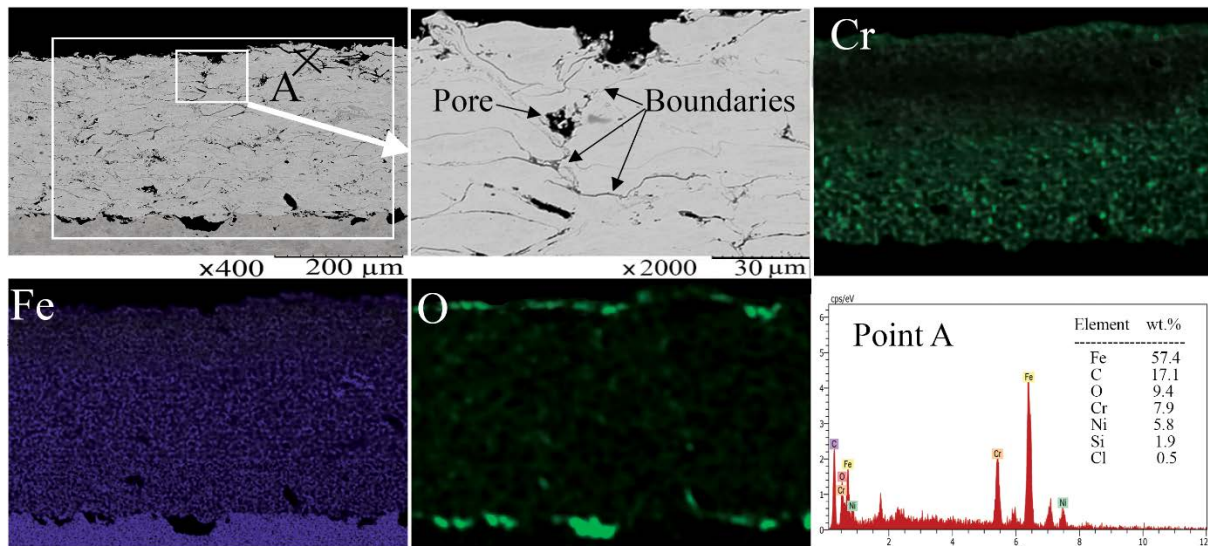 A
×400 200 μm
Pore
Boundaries
×2000 30 μm
Cr
Fe
O
cps/eV
Point A
Element wt.%
--------------------
Fe 57.4
C 17.1
O 9.4
Cr 7.9
Ni 5.8
Si 1.9
Cl 0.5
6
5
4
3
2
1
0
C
O
Cr
Fe
Ni
Cr
Fe
Ni
2 4 6 8 10 12